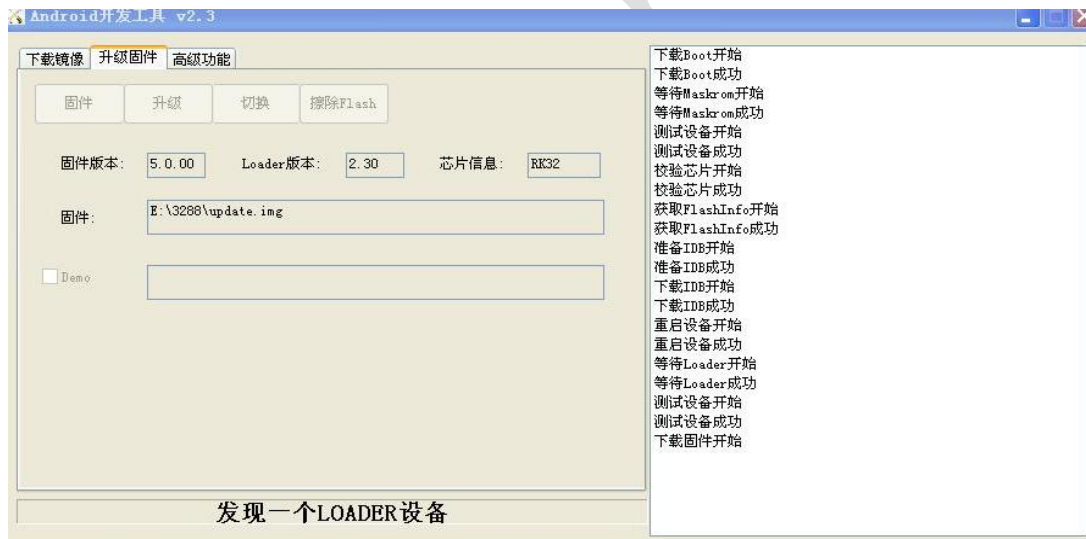 Android开发工具 v2.3
下载镜像 升级固件 高级功能
固件 升级 切换 擦除Flash
固件版本: 5.0.00 Loader版本: 2.30 芯片信息: RK32
固件: E:\3288\update.img
Demo
发现一个LOADER设备
下载Boot开始
下载Boot成功
等待Maskrom开始
等待Maskrom成功
测试设备开始
测试设备成功
校验芯片开始
校验芯片成功
获取FlashInfo开始
获取FlashInfo成功
准备IDB开始
准备IDB成功
下载IDB开始
下载IDB成功
重启设备开始
重启设备成功
等待Loader开始
等待Loader成功
测试设备开始
测试设备成功
下载固件开始